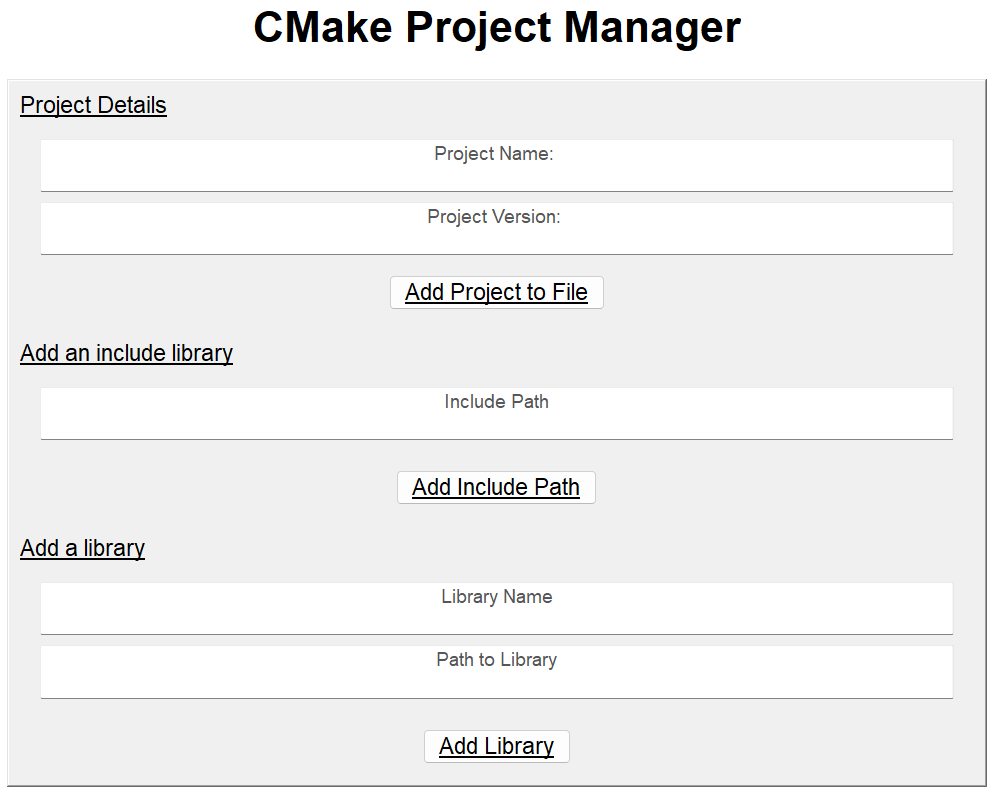 CMake Project Manager
Project Details
Project Name:
Project Version:
Add Project to File
Add an include library
Include Path
Add Include Path
Add a library
Library Name
Path to Library
Add Library